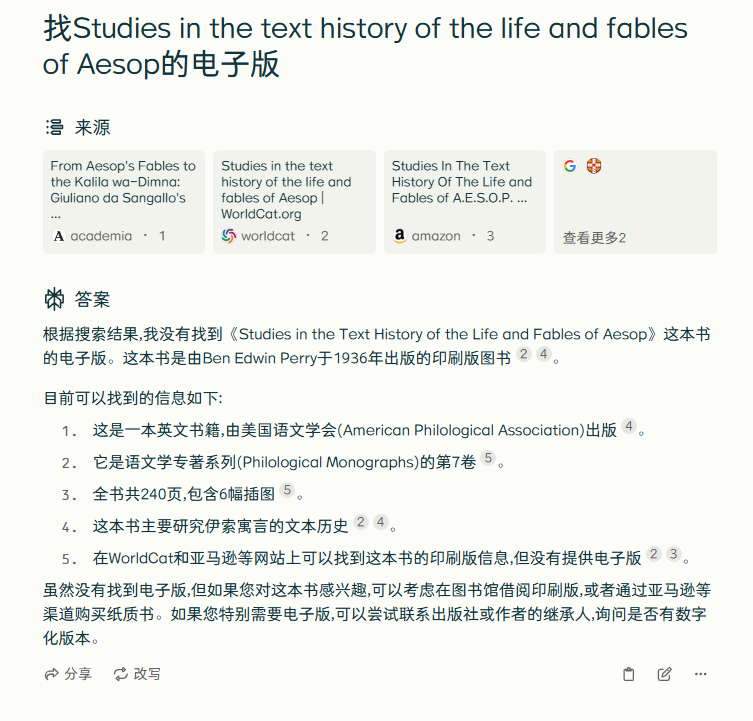 找Studies in the text history of the life and fables
of Aesop的电子版
来源
From Aesop's Fables to
the Kalila wa-Dimna:
Giuliano da Sangallo's
...
academia · 1
Studies in the text
history of the life and
fables of Aesop |
WorldCat.org
worldcat · 2
Studies In The Text
History Of The Life and
Fables of A.E.S.O.P. ...
amazon · 3
查看更多2
答案
根据搜索结果,我没有找到《Studies in the Text History of the Life and Fables of Aesop》这本书
的电子版。这本书是由Ben Edwin Perry于1936年出版的印刷版图书 2 4 。
目前可以找到的信息如下:
1. 这是一本英文书籍,由美国语文学会(American Philological Association)出版 4 。
2. 它是语文学专著系列(Philological Monographs)的第7卷 5 。
3. 全书共240页,包含6幅插图 5 。
4. 这本书主要研究伊索寓言的文本历史 2 4 。
5. 在WorldCat和亚马逊等网站上可以找到这本书的印刷版信息,但没有提供电子版 2 3 。
虽然没有找到电子版,但如果您对这本书感兴趣,可以考虑在图书馆借阅印刷版,或者通过亚马逊等
渠道购买纸质书。如果您特别需要电子版,可以尝试联系出版社或作者的继承人,询问是否有数字
化版本。
分享 改写